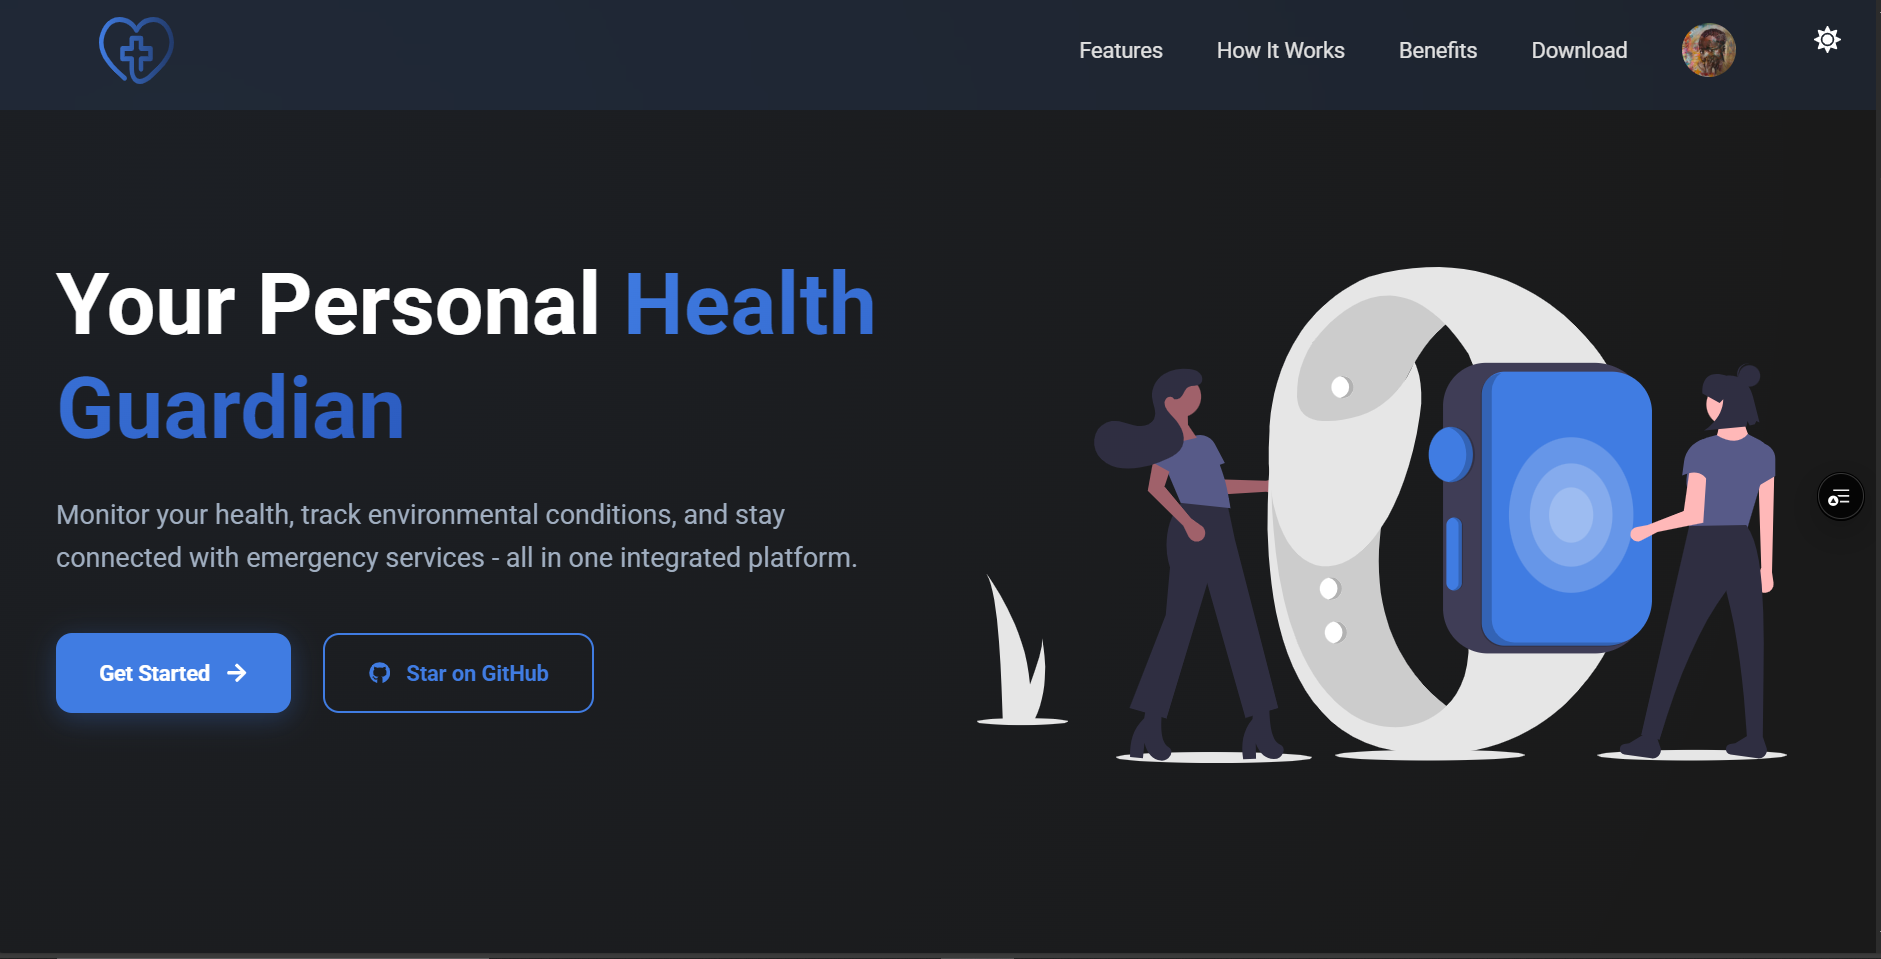 Features
How It Works
Benefits
Download
Your Personal Health
Guardian
Monitor your health, track environmental conditions, and stay
connected with emergency services - all in one integrated platform.
Get Started
Star on GitHub